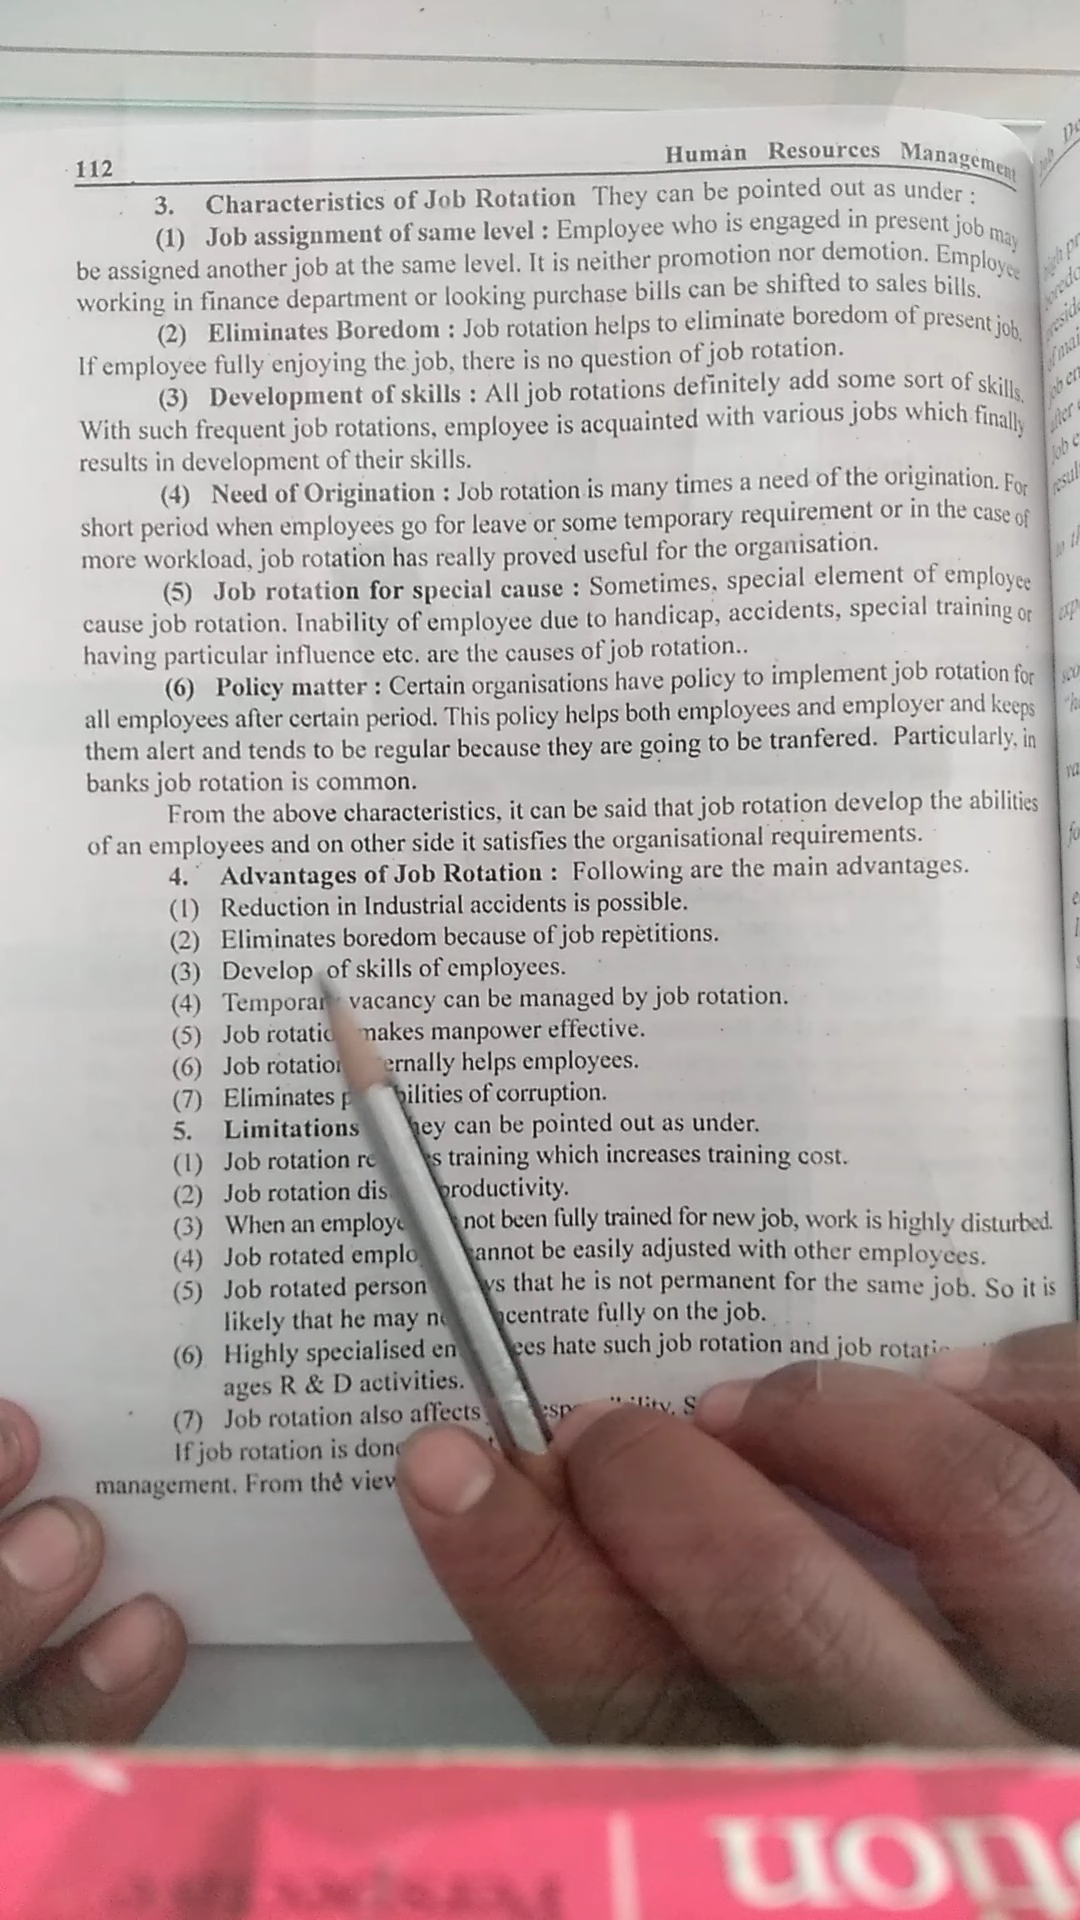 112
Human Resources Management
3. Characteristics of Job Rotation They can be pointed out as under :
(1) Job assignment of same level : Employee who is engaged in present job may
be assigned another job at the same level. It is neither promotion nor demotion. Employee
working in finance department or looking purchase bills can be shifted to sales bills.
(2) Eliminates Boredom : Job rotation helps to eliminate boredom of present job.
If employee fully enjoying the job, there is no question of job rotation.
(3) Development of skills : All job rotations definitely add some sort of skills.
With such frequent job rotations, employee is acquainted with various jobs which finally
results in development of their skills.
(4) Need of Origination : Job rotation is many times a need of the origination. For
short period when employees go for leave or some temporary requirement or in the case of
more workload, job rotation has really proved useful for the organisation.
(5) Job rotation for special cause : Sometimes, special element of employee
cause job rotation. Inability of employee due to handicap, accidents, special training or
having particular influence etc. are the causes of job rotation..
(6) Policy matter : Certain organisations have policy to implement job rotation for
all employees after certain period. This policy helps both employees and employer and keeps
them alert and tends to be regular because they are going to be tranfered. Particularly, in
banks job rotation is common.
From the above characteristics, it can be said that job rotation develop the abilities
of an employees and on other side it satisfies the organisational requirements.
4. Advantages of Job Rotation : Following are the main advantages.
(1) Reduction in Industrial accidents is possible.
(2) Eliminates boredom because of job repetitions.
(3) Develop of skills of employees.
(4) Temporary vacancy can be managed by job rotation.
(5) Job rotation makes manpower effective.
(6) Job rotation helps employees.
(7) Eliminates of corruption.
5. Limitations They can be pointed out as under.
(1) Job rotation training which increases training cost.
(2) Job rotation productivity.
(3) When an not been fully trained for new job, work is highly disturbed.
(4) Job rotated cannot be easily adjusted with other employees.
(5) Job rotated person that he is not permanent for the same job. So it is
likely that he may fully on the job.
(6) Highly specialised hate such job rotation and job
ages R & D activities.
(7) Job rotation also affects
If job rotation is
management. From the